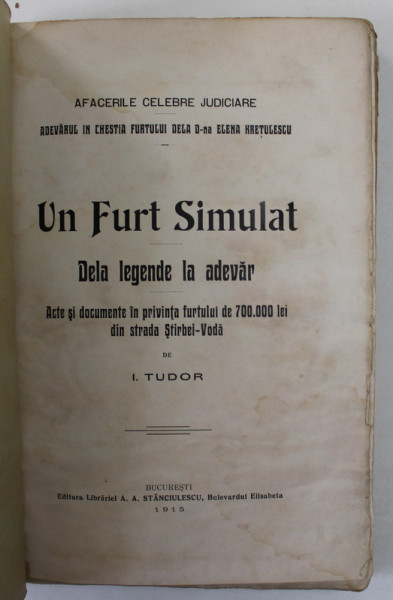 AFACERILE CELEBRE JUDICIARE
ADEVĂRUL IN CHESTIA FURTULUI DELA D-na ELENA KREȚULESCU
Un Furt Simulat
Dela legende la adevăr
Acte și documente în privința furtului de 700.000 lei
din strada Știrbei-Vodă
DE
I. TUDOR
BUCUREȘTI
Editura Librăriei A. A. STĂNCIULESCU, Bulevardul Elisabeta
1915